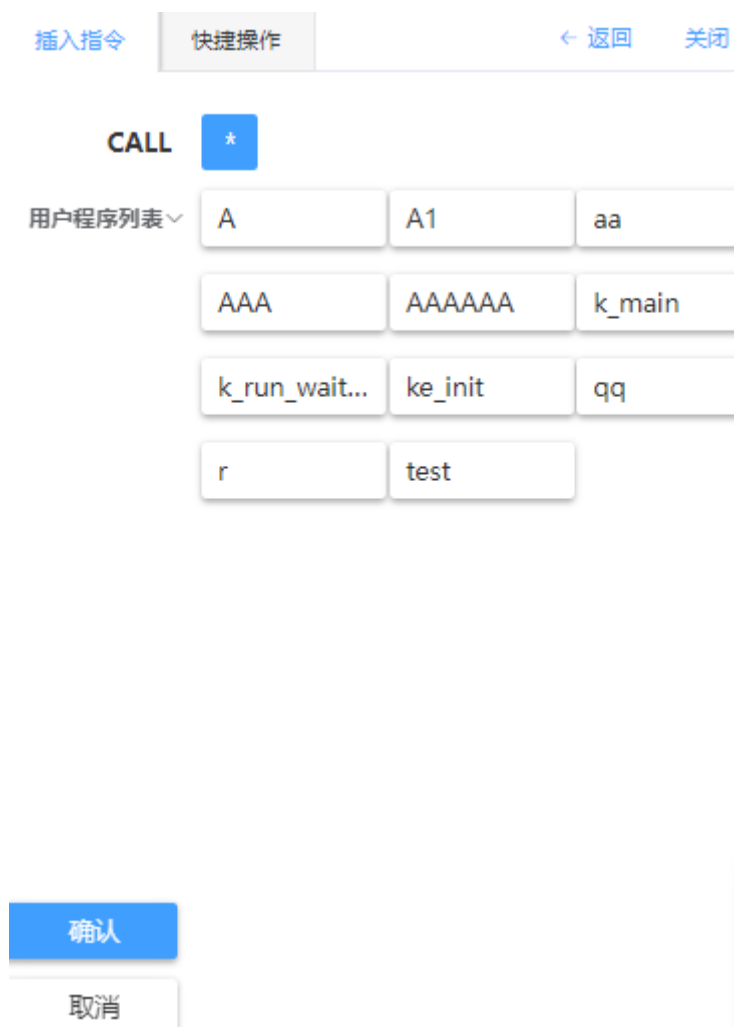 插入指令 快捷操作 ← 返回 关闭
CALL *
用户程序列表 A A1 aa
AAA AAAAAA k_main
k_run_wait... ke_init qq
r test
确认
取消